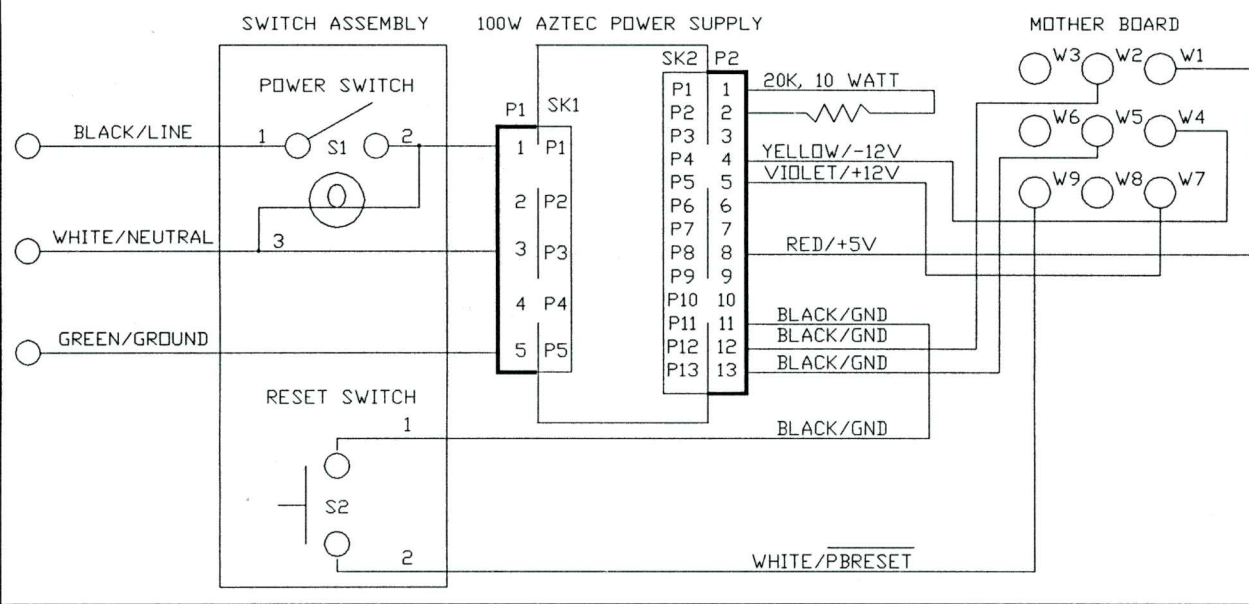 SWITCH ASSEMBLY 100W AZTEC POWER SUPPLY MOTHER BOARD
POWER SWITCH
BLACK/LINE
1 S1 2
WHITE/NEUTRAL
3
GREEN/GROUND
RESET SWITCH
1
S2
2
P1 SK1
1 P1
2 P2
3 P3
4 P4
5 P5
SK2 P2
P1 1
P2 2
P3 3
P4 4
P5 5
P6 6
P7 7
P8 8
P9 9
P10 10
P11 11
P12 12
P13 13
20K, 10 WATT
YELLOW/-12V
VIOLET/+12V
RED/+5V
BLACK/GND
BLACK/GND
BLACK/GND
BLACK/GND
WHITE/PBRESET
W3 W2 W1
W6 W5 W4
W9 W8 W7